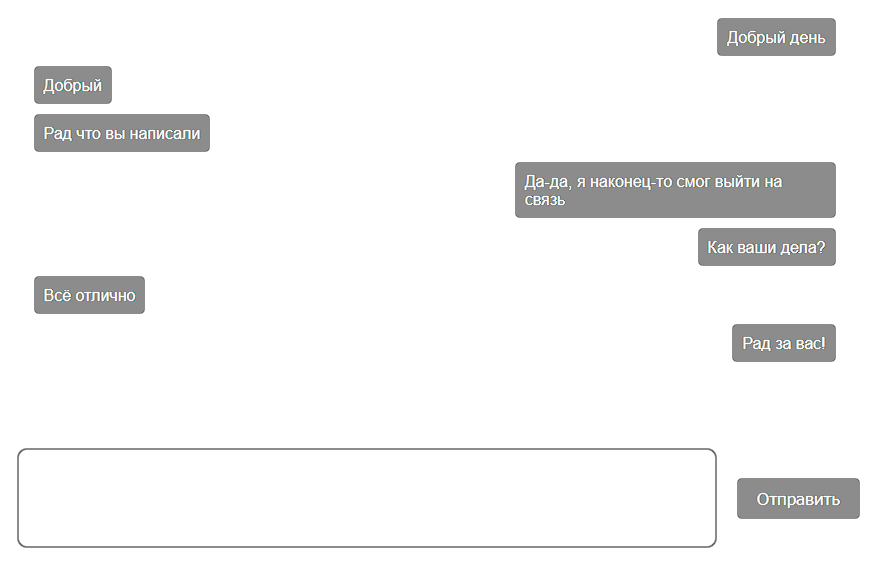 Добрый день
Добрый
Рад что вы написали
Да-да, я наконец-то смог выйти на
связь
Как ваши дела?
Всё отлично
Рад за вас!
Отправить